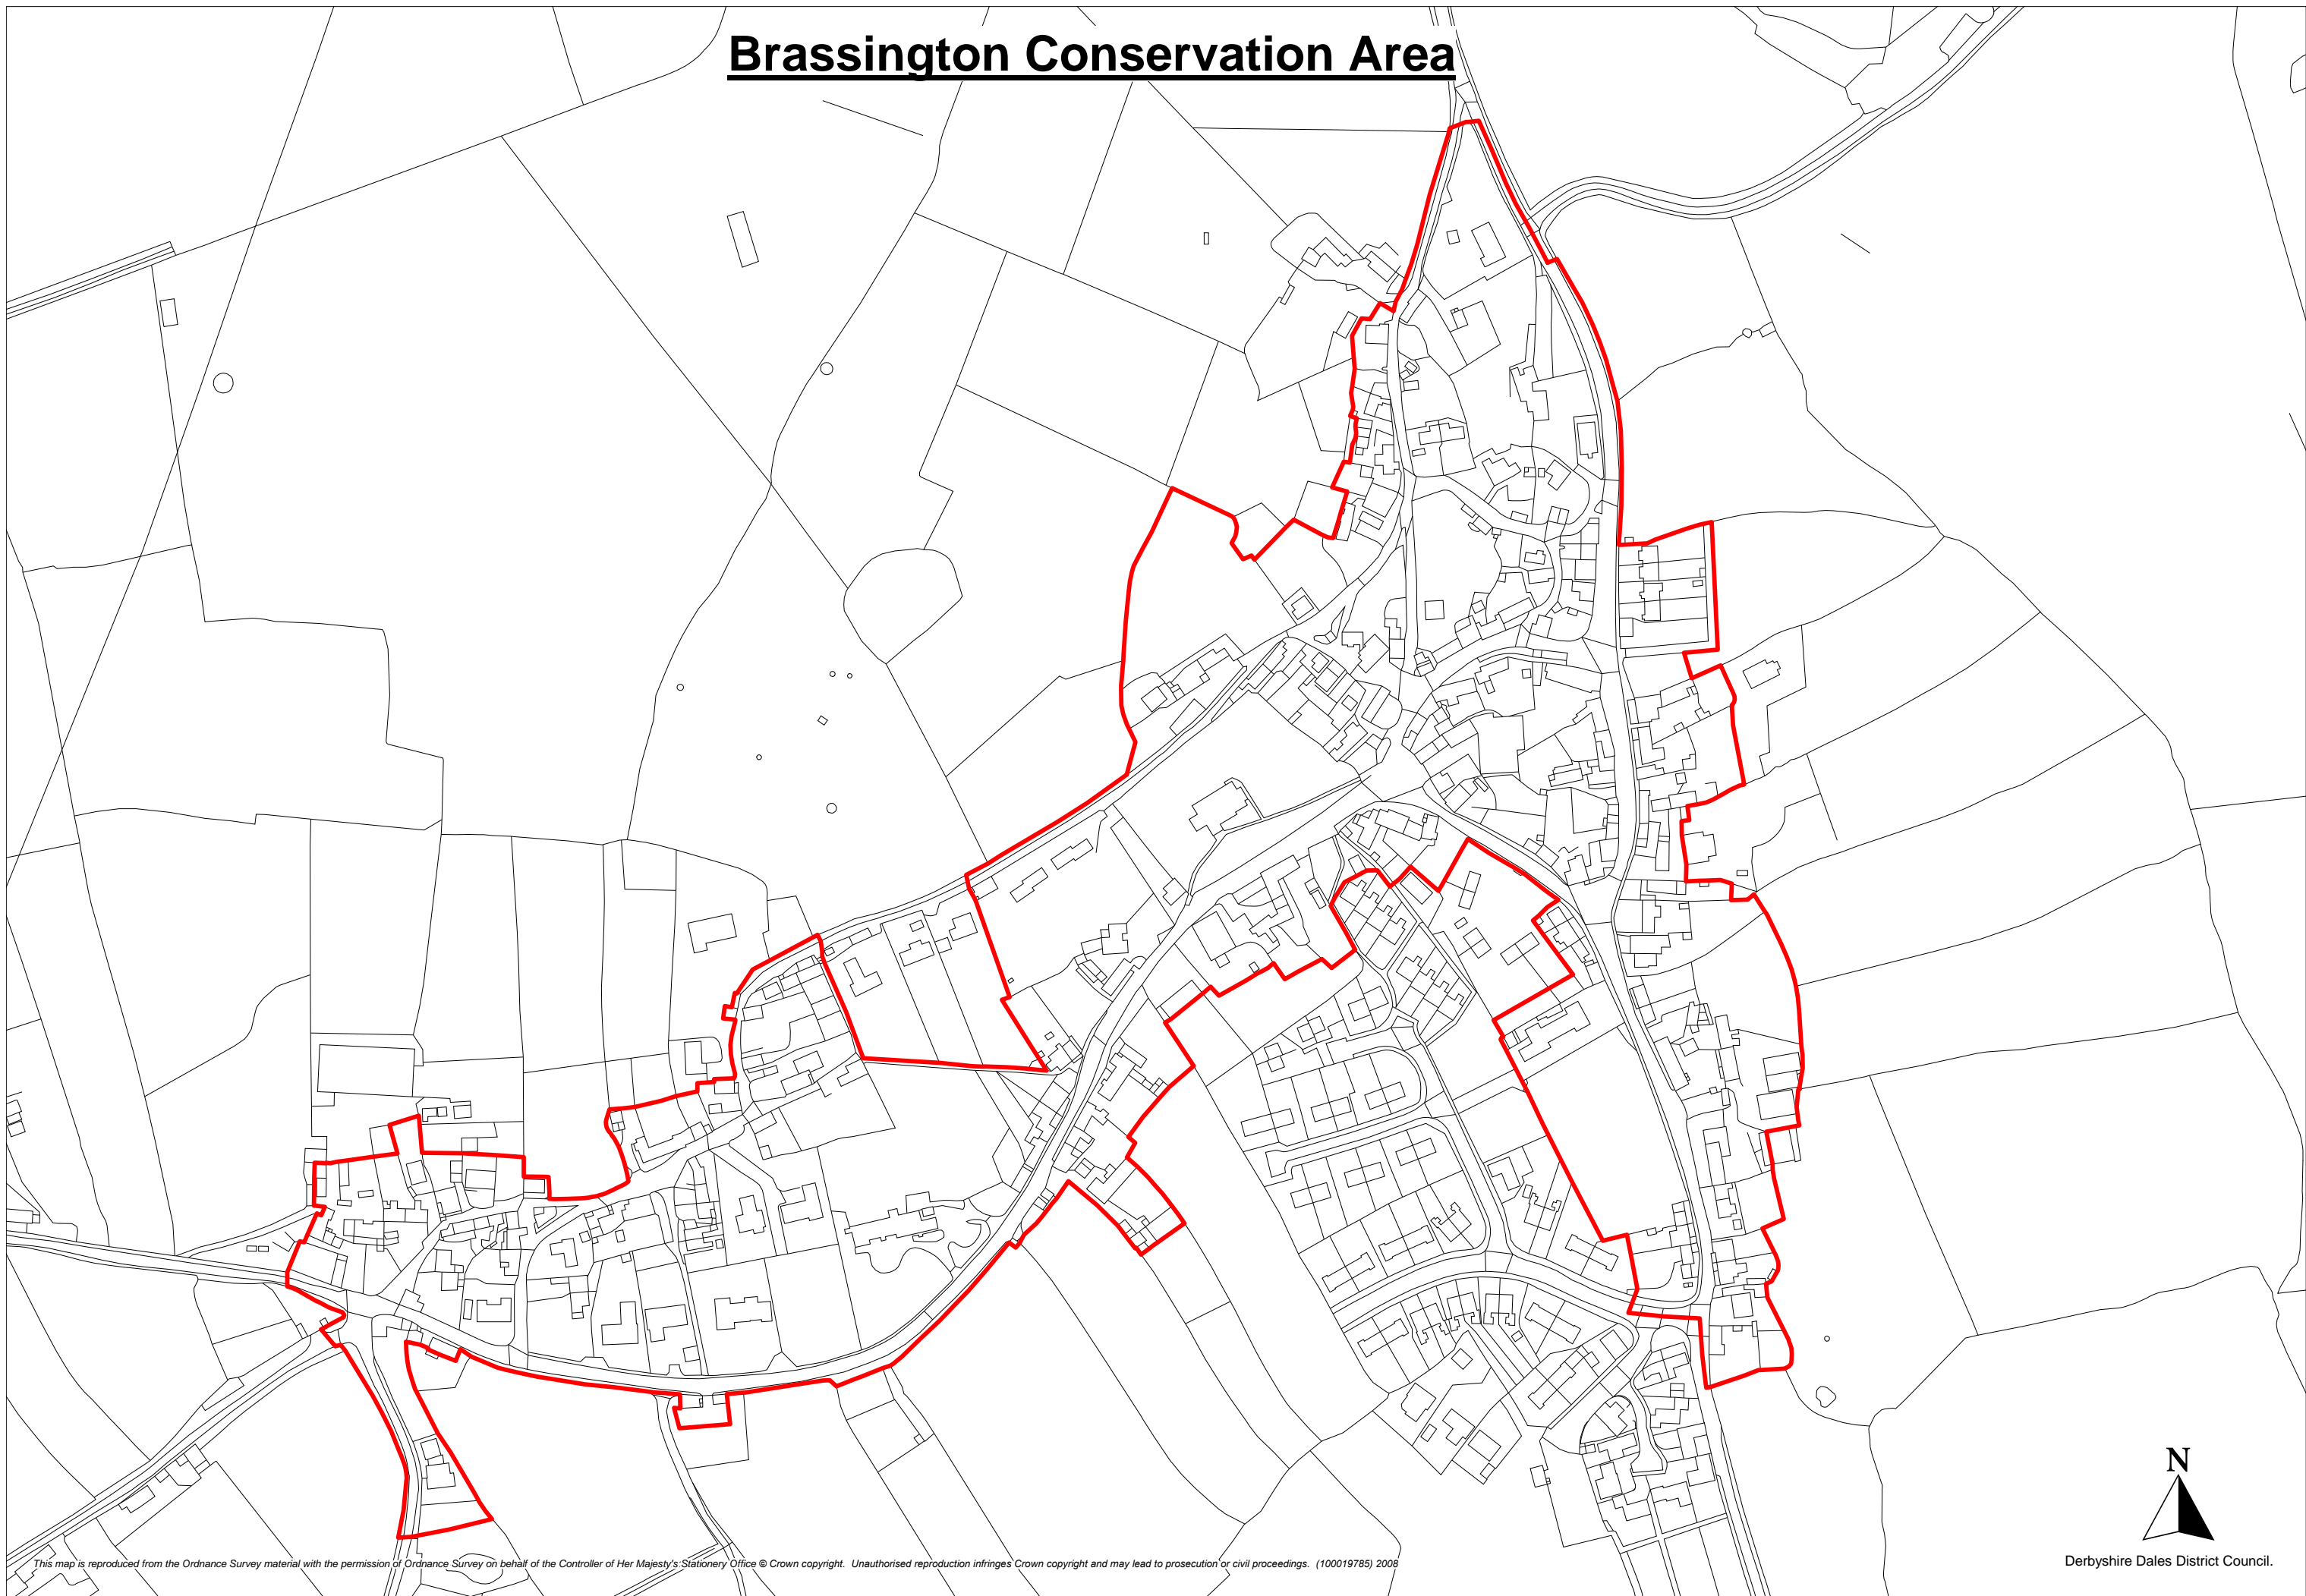 Brassington Conservation Area
N
This map is reproduced from the Ordnance Survey material with the permission of Ordnance Survey on behalf of the Controller of Her Majesty's Stationery Office © Crown copyright.  Unauthorised reproduction infringes Crown copyright and may lead to prosecution or civil proceedings.  (100019785) 2008
Derbyshire Dales District Council.